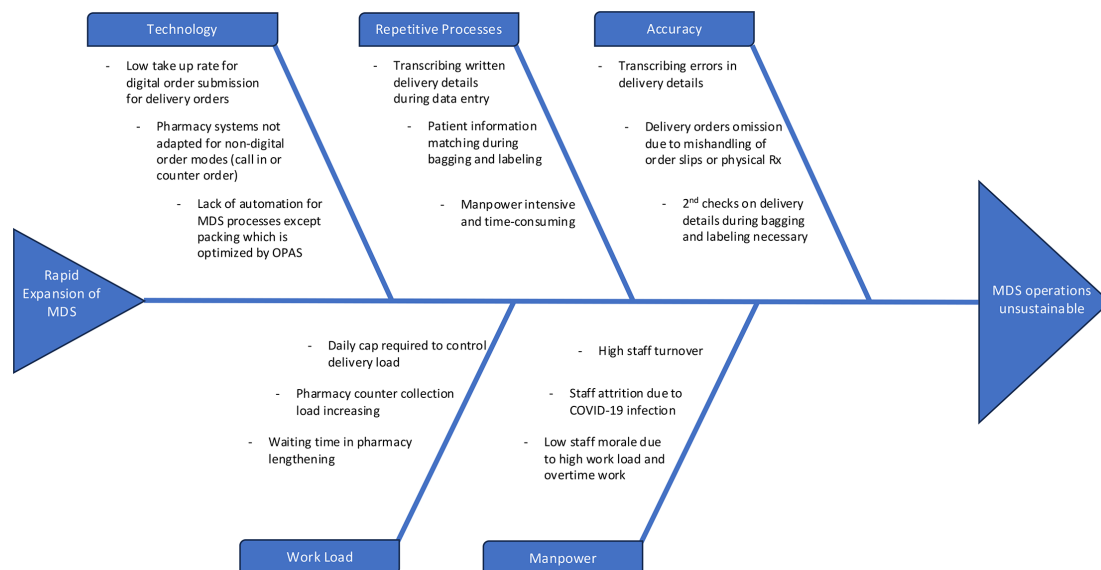 Technology
Repetitive Processes
Accuracy
- Low take up rate for
digital order submission
for delivery orders
- Pharmacy systems not
adapted for non-digital
order modes (call in or
counter order)
- Lack of automation for
MDS processes except
packing which is
optimized by OPAS
- Transcribing written
delivery details
during data entry
- Patient information
matching during
bagging and labeling
- Manpower intensive
and time-consuming
- Transcribing errors in
delivery details
- Delivery orders omission
due to mishandling of
order slips or physical Rx
- 2nd checks on delivery
details during bagging
and labeling necessary
Rapid
Expansion of
MDS
MDS operations
unsustainable
- Daily cap required to control
delivery load
- Pharmacy counter collection
load increasing
- Waiting time in pharmacy
lengthening
- High staff turnover
- Staff attrition due to
COVID-19 infection
- Low staff morale due
to high work load and
overtime work
Work Load
Manpower